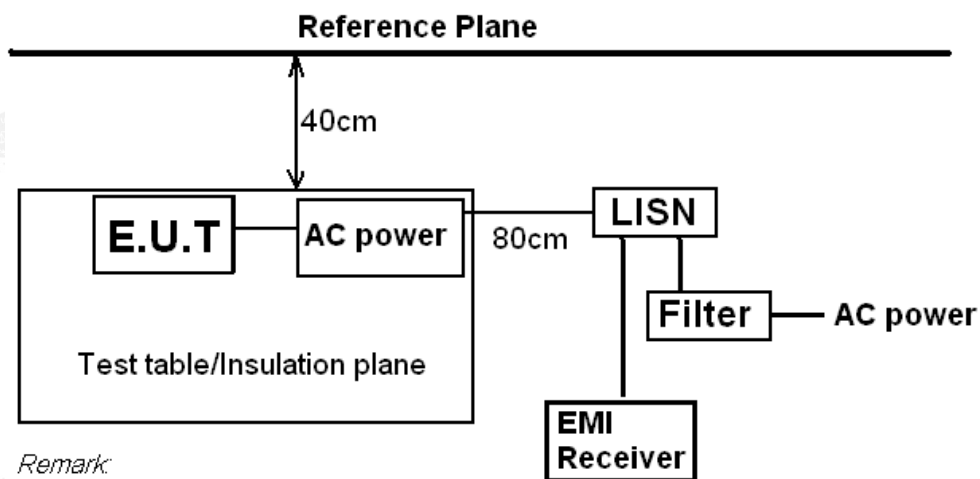 Reference Plane
40cm
E.U.T
AC power
80cm
LISN
Filter
AC power
Test table/Insulation plane
EMI
Receiver
Remark: